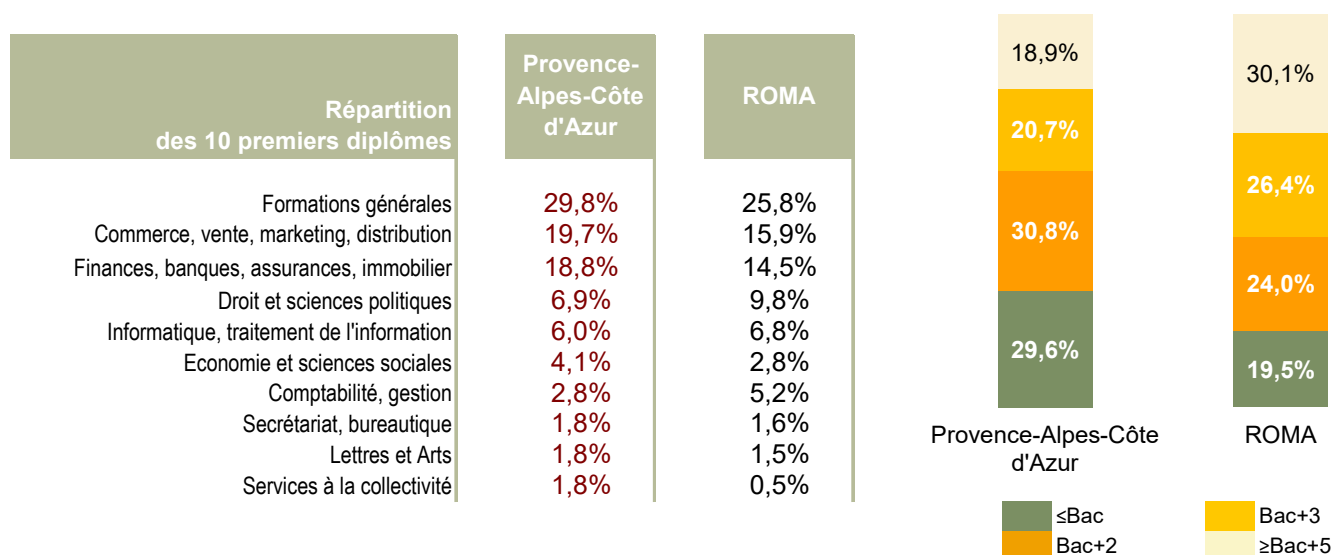 Répartition
des 10 premiers diplômes
Provence-
Alpes-Côte
d'Azur
ROMA
Formations générales 29,8% 25,8%
Commerce, vente, marketing, distribution 19,7% 15,9%
Finances, banques, assurances, immobilier 18,8% 14,5%
Droit et sciences politiques 6,9% 9,8%
Informatique, traitement de l'information 6,0% 6,8%
Economie et sciences sociales 4,1% 2,8%
Comptabilité, gestion 2,8% 5,2%
Secrétariat, bureautique 1,8% 1,6%
Lettres et Arts 1,8% 1,5%
Services à la collectivité 1,8% 0,5%
18,9%
20,7%
30,8%
29,6%
Provence-Alpes-Côte
d'Azur
30,1%
26,4%
24,0%
19,5%
ROMA
≤Bac
Bac+2
Bac+3
≥Bac+5